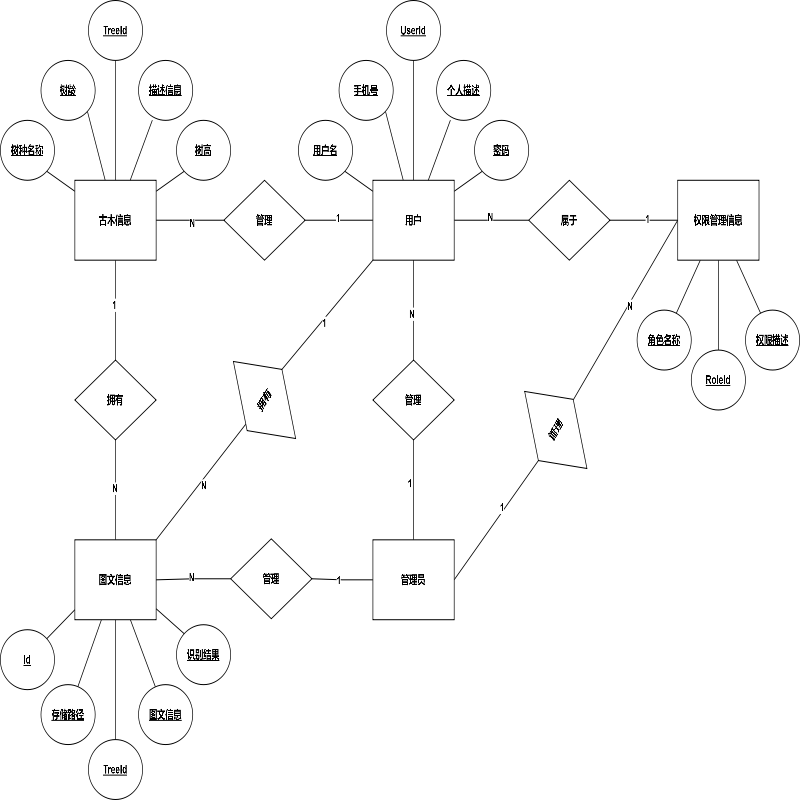 TreeId
UserId
树龄
描述信息
手机号
个人描述
树种名称
树高
用户名
密码
古木信息
N
管理
1
用户
N
属于
1
权限管理信息
1
1
N
N
角色名称
权限描述
RoleId
拥有
拥有
管理
管理
N
N
1
1
图文信息
N
管理
1
管理员
Id
识别结果
存储路径
图文信息
TreeId